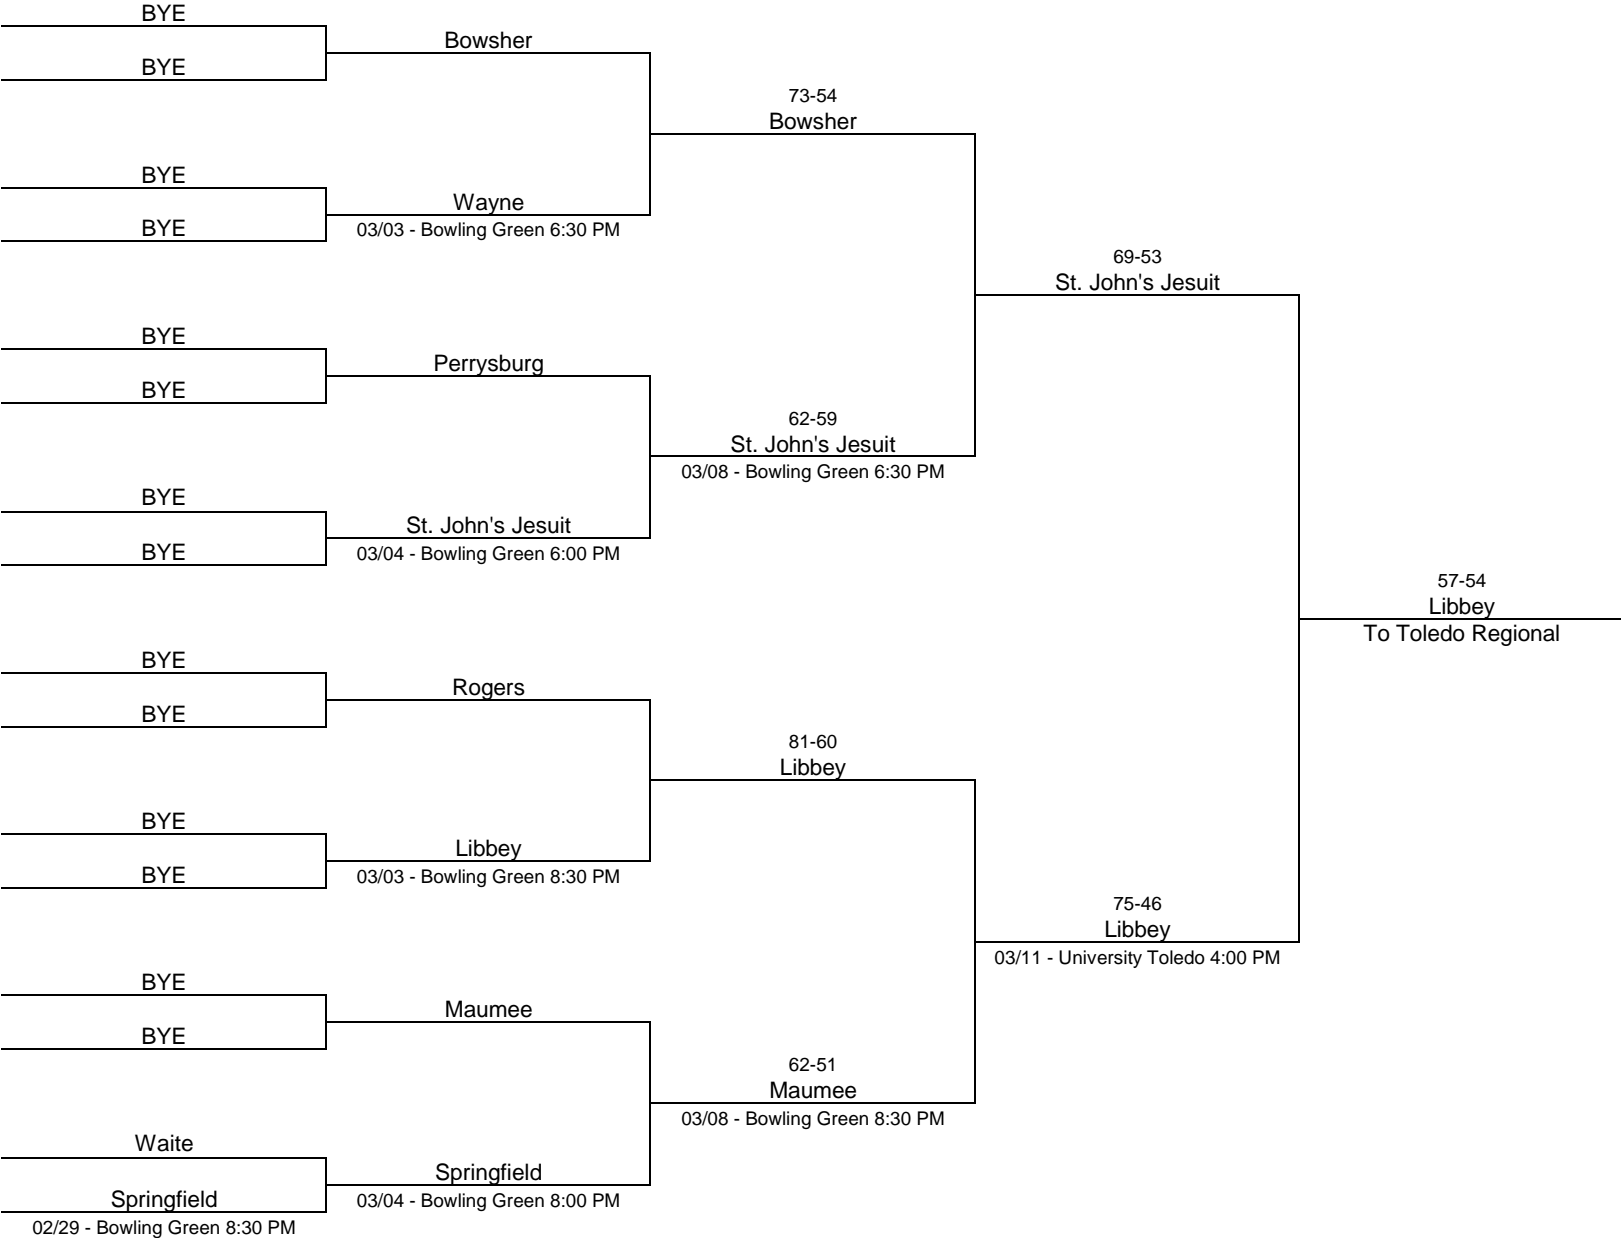 BYE
BYE
Bowsher
73-54
Bowsher
BYE
BYE
Wayne
03/03 - Bowling Green 6:30 PM
69-53
St. John's Jesuit
BYE
BYE
Perrysburg
62-59
St. John's Jesuit
03/08 - Bowling Green 6:30 PM
BYE
BYE
St. John's Jesuit
03/04 - Bowling Green 6:00 PM
57-54
Libbey
To Toledo Regional
BYE
BYE
Rogers
81-60
Libbey
BYE
BYE
Libbey
03/03 - Bowling Green 8:30 PM
75-46
Libbey
03/11 - University Toledo 4:00 PM
BYE
BYE
Maumee
62-51
Maumee
03/08 - Bowling Green 8:30 PM
Waite
Springfield
02/29 - Bowling Green 8:30 PM
Springfield
03/04 - Bowling Green 8:00 PM